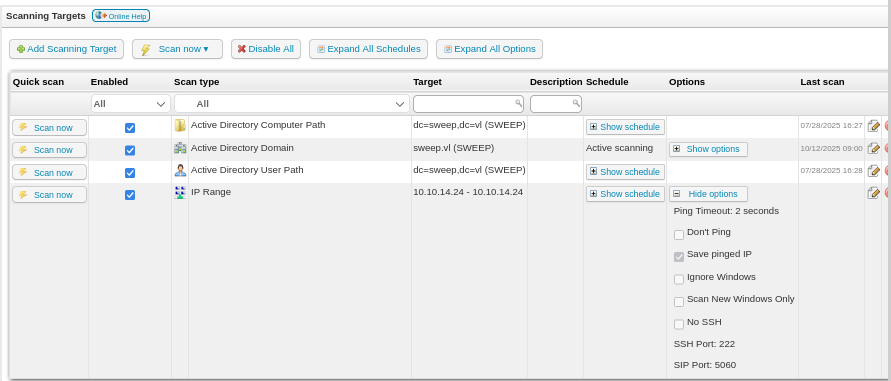 Scanning Targets Online Help
Add Scanning Target Scan now ▾ Disable All Expand All Schedules Expand All Options
Quick scan Enabled Scan type Target Description Schedule Options Last scan
All All
Scan now Active Directory Computer Path dc=sweep,dc=vl (SWEEP) Show schedule 07/28/2025 16:27
Scan now Active Directory Domain sweep.vl (SWEEP) Active scanning Show options 10/12/2025 09:00
Scan now Active Directory User Path dc=sweep,dc=vl (SWEEP) Show schedule 07/28/2025 16:28
Scan now IP Range 10.10.14.24 - 10.10.14.24 Show schedule Hide options
Ping Timeout: 2 seconds
Don't Ping
Save pinged IP
Ignore Windows
Scan New Windows Only
No SSH
SSH Port: 222
SIP Port: 5060